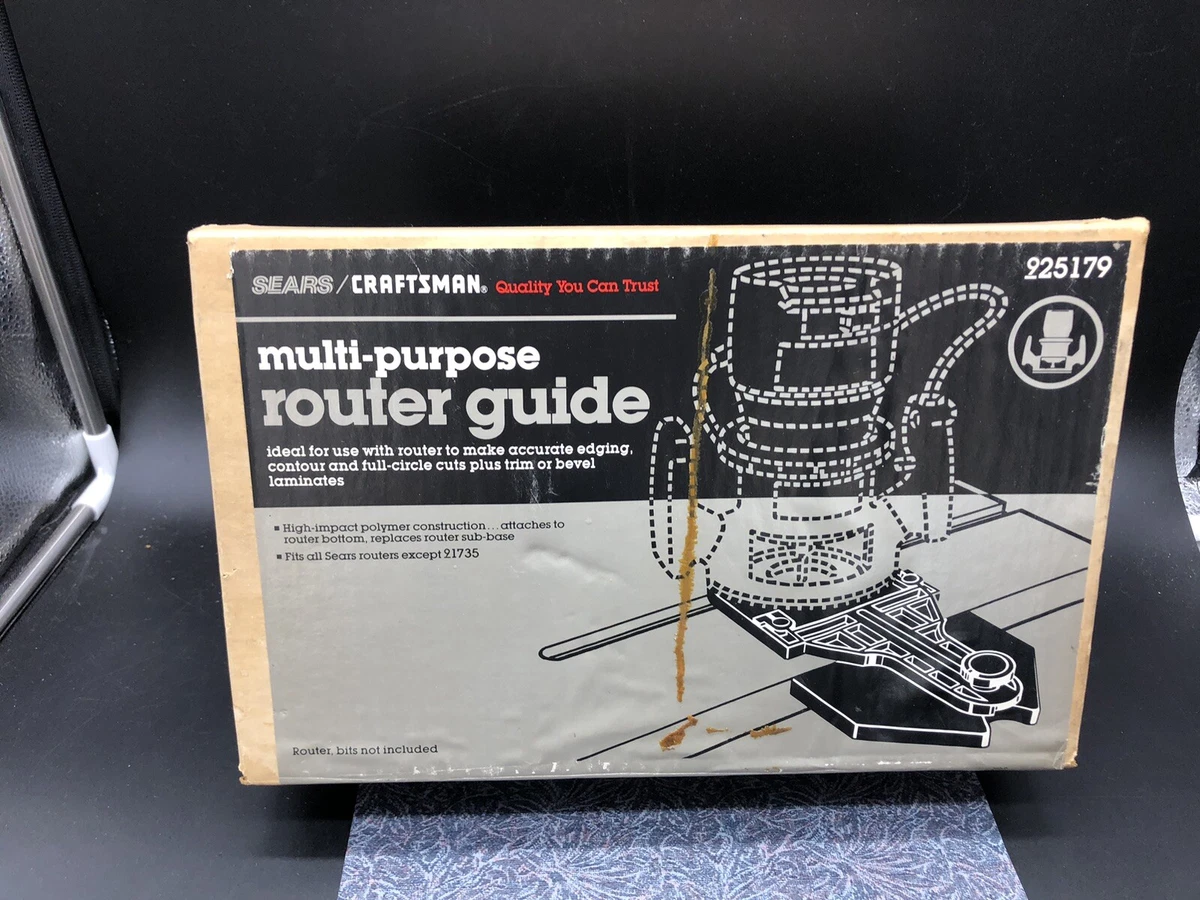 SEARS / CRAFTSMAN® Quality You Can Trust
225179
multi-purpose
router guide
ideal for use with router to make accurate edging,
contour and full-circle cuts plus trim or bevel
laminates
▪ High-impact polymer construction...attaches to
router bottom, replaces router sub-base
▪ Fits all Sears routers except 21735
Router, bits not included